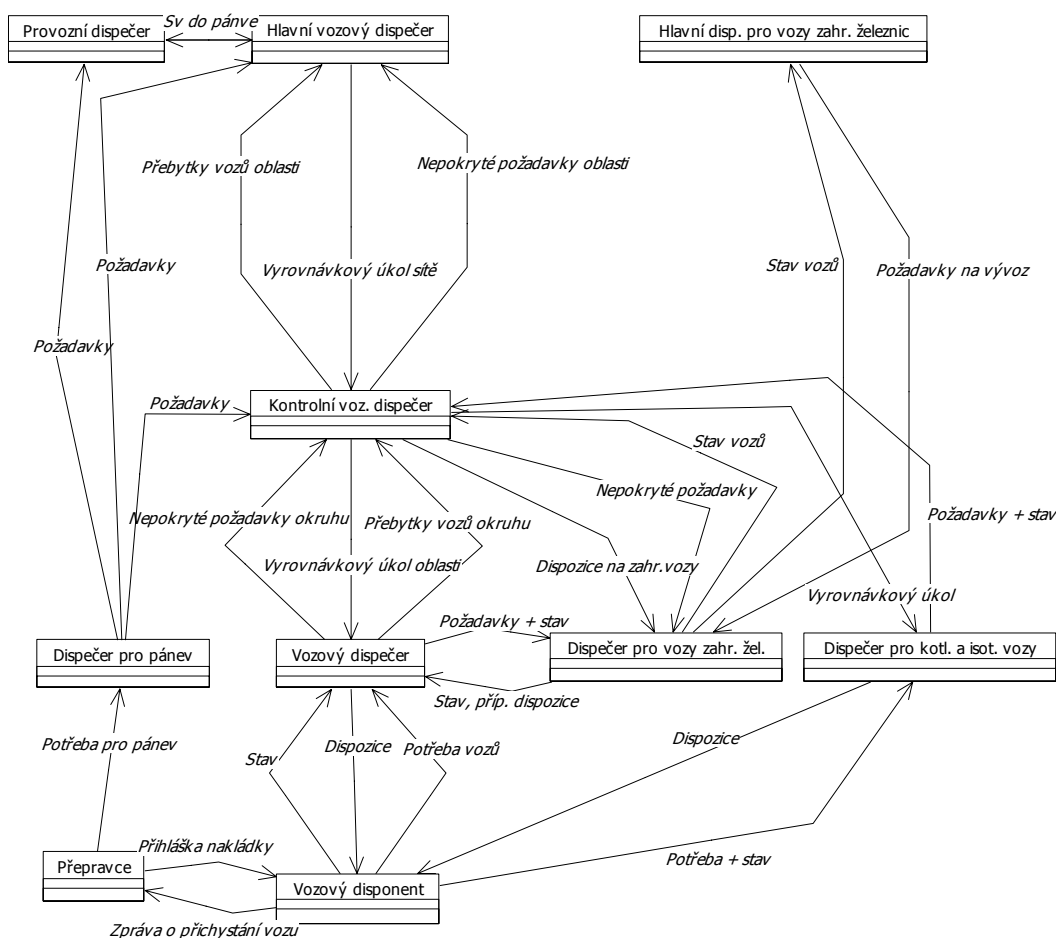 Sv do pánve
Provozní dispečer
Hlavní vozový dispečer
Hlavní disp. pro vozy zahr. železnic
Přebytky vozů oblasti
Nepokryté požadavky oblasti
Požadavky
Vyrovnávkový úkol sítě
Stav vozů
Požadavky na vývoz
Požadavky
Požadavky
Kontrolní voz. dispečer
Stav vozů
Nepokryté požadavky
Nepokryté požadavky okruhu
Přebytky vozů okruhu
Požadavky + stav
Vyrovnávkový úkol oblasti
Dispozice na zahr.vozy
Vyrovnávkový úkol
Požadavky + stav
Dispečer pro pánev
Vozový dispečer
Dispečer pro vozy zahr. žel.
Dispečer pro kotl. a isot. vozy
Stav, příp. dispozice
Potřeba pro pánev
Stav
Dispozice
Potřeba vozů
Dispozice
Přihláška nakládky
Přepravce
Vozový disponent
Potřeba + stav
Zpráva o přichystání vozu